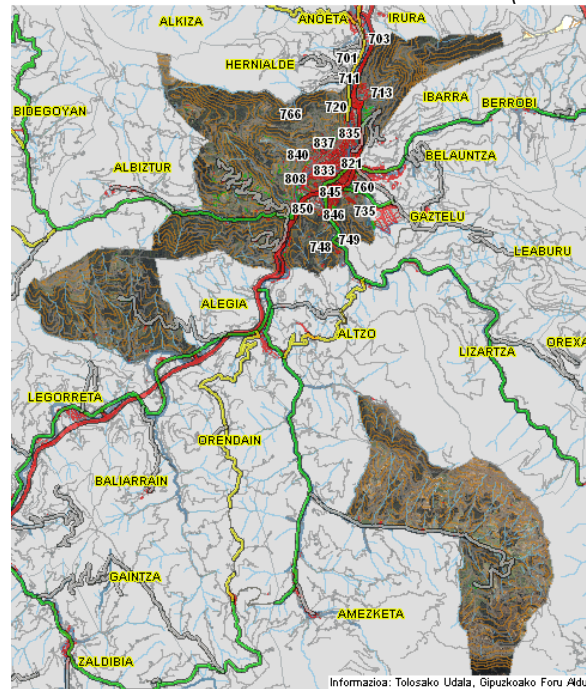 ALKIZA
ANOETA
IRURA
703
HERNIALDE
701
711
713
IBARRA
BERROBI
BIDEGOYAN
766
720
835
837
BELAUNTZA
ALBIZTUR
840
833
821
808
845
760
850
846
735
GAZTELU
748
749
LEABURU
ALEGIA
ALTZO
LIZARTZA
OREXA
LEGORRETA
ORENDAIN
BALIARRAIN
GAINTZA
AMEZKETA
ZALDIBIA
Informazioa: Tolosako Udala, Gipuzkoako Foru Aldu